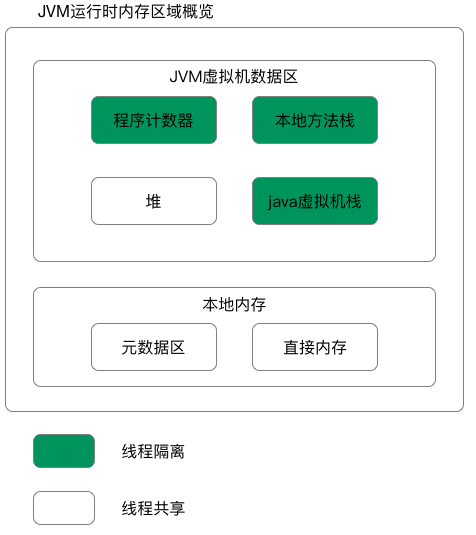 JVM运行时内存区域概览
JVM虚拟机数据区
程序计数器
本地方法栈
堆
java虚拟机栈
本地内存
元数据区
直接内存
线程隔离
线程共享